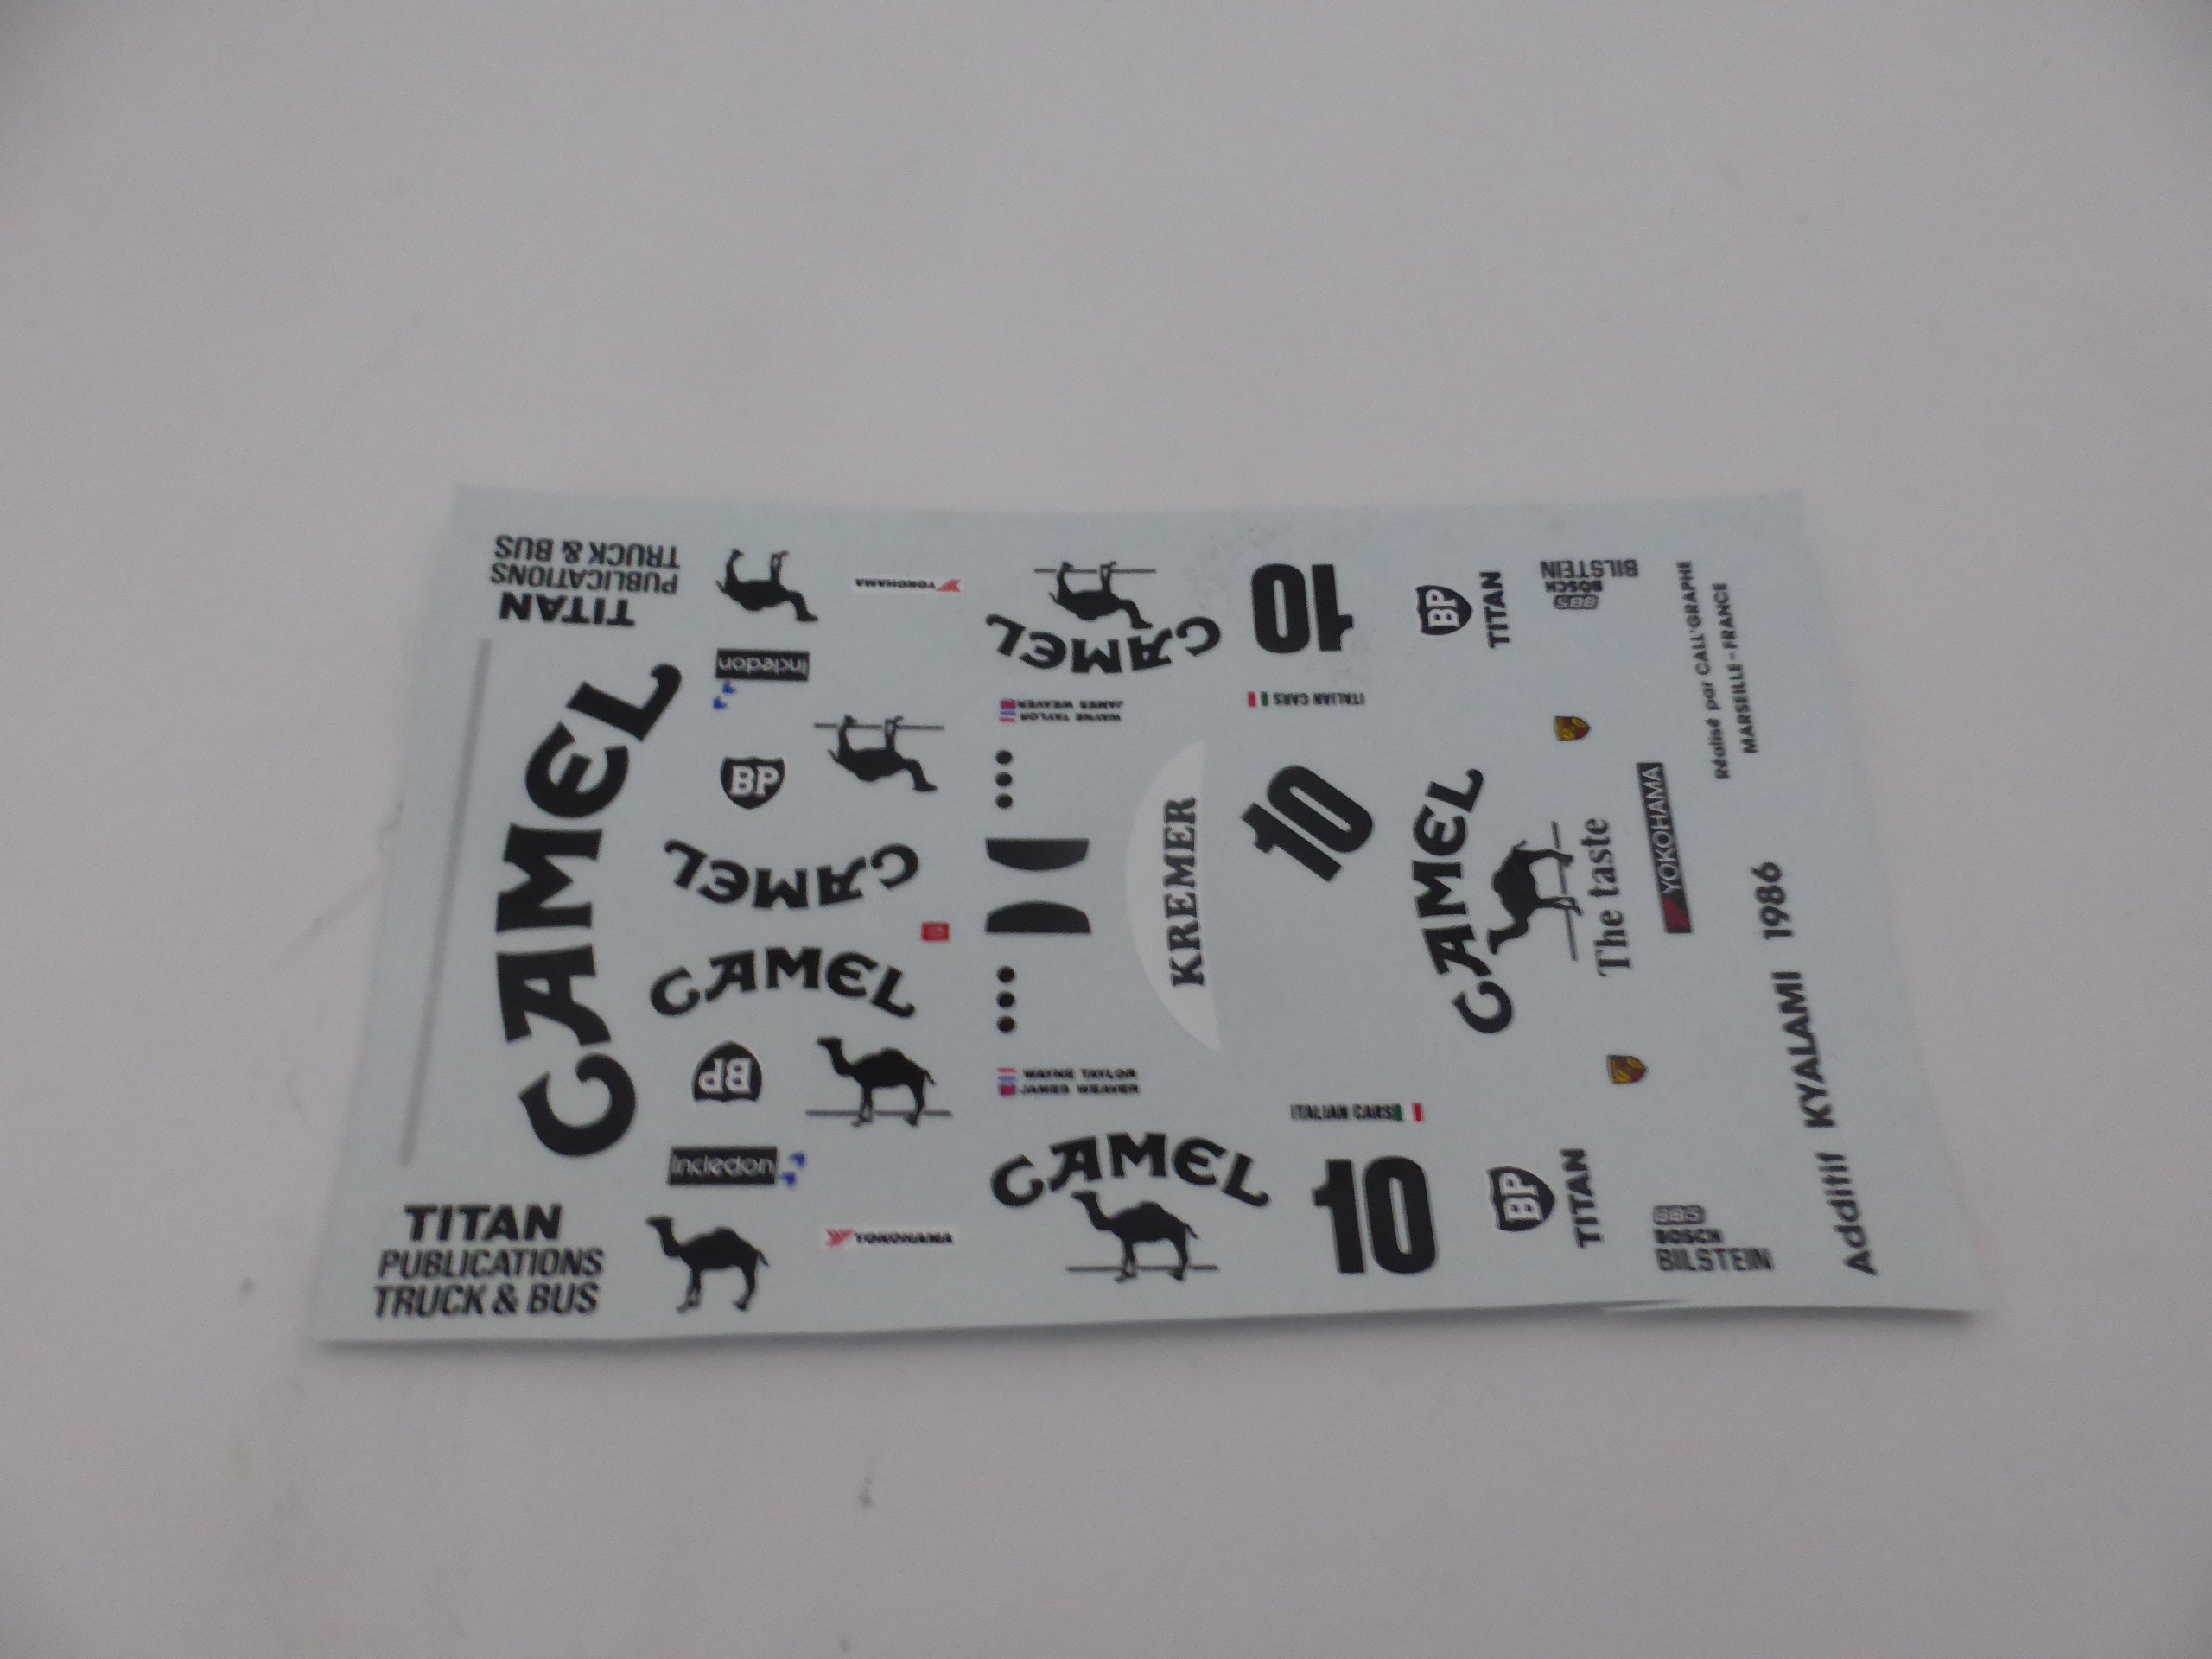 TITAN
PUBLICATIONS
TRUCK & BUS
CAMEL
Incledon
BP
YOKOHAMA
CAMEL
CAMEL
BP
Incledon
YOKOHAMA
TITAN
PUBLICATIONS
TRUCK & BUS
CAMEL
WAYNE TAYLOR
JAMES WEAVER
KREMER
WAYNE TAYLOR
JAMES WEAVER
CAMEL
10
ITALIAN CARS
10
ITALIAN CARS
10
BP
TITAN
CAMEL
The taste
YOKOHAMA
BP
TITAN
BBS
BOSCH
BILSTEIN
BBS
BOSCH
BILSTEIN
Réalisé par CALL'GRAPHE
MARSEILLE - FRANCE
Additif KYALAMI 1986